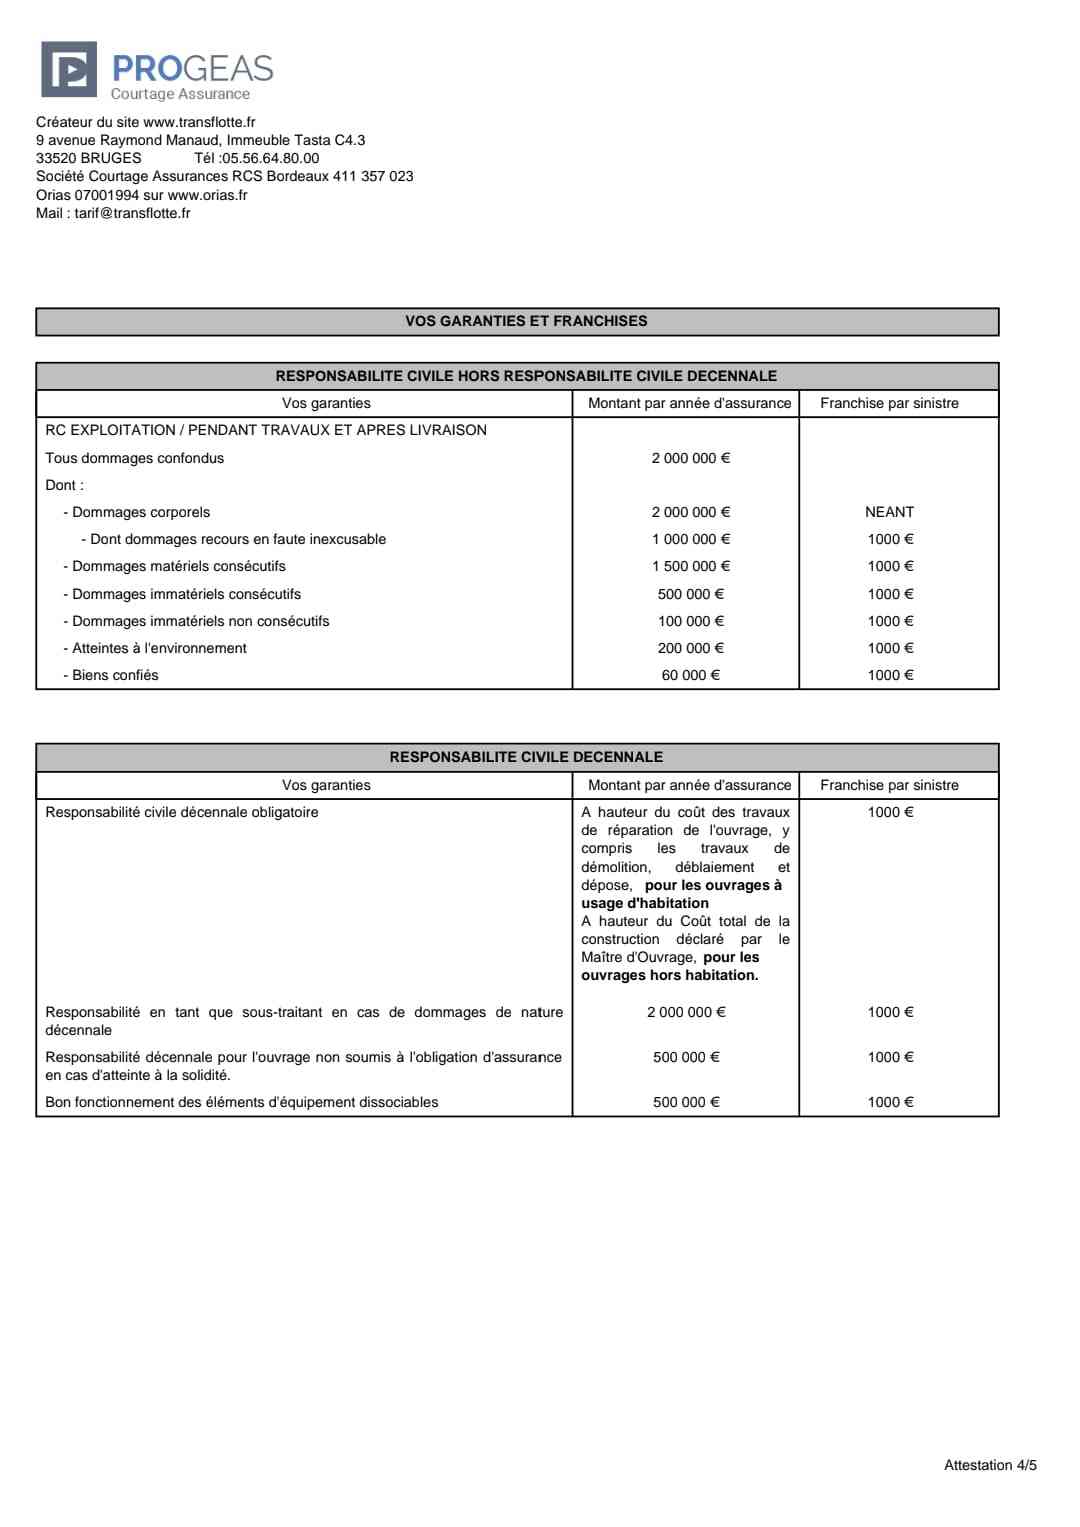 PROGEAS
Courtage Assurance
Créateur du site www.transflotte.fr
9 avenue Raymond Manaud, Immeuble Tasta C4.3
33520 BRUGES Tél :05.56.64.80.00
Société Courtage Assurances RCS Bordeaux 411 357 023
Orias 07001994 sur www.orias.fr
Mail : tarif@transflotte.fr
VOS GARANTIES ET FRANCHISES
RESPONSABILITE CIVILE HORS RESPONSABILITE CIVILE DECENNALE
Vos garanties Montant par année d'assurance Franchise par sinistre
RC EXPLOITATION / PENDANT TRAVAUX ET APRES LIVRAISON
Tous dommages confondus 2 000 000 €
Dont :
- Dommages corporels 2 000 000 € NEANT
- Dont dommages recours en faute inexcusable 1 000 000 € 1000 €
- Dommages matériels consécutifs 1 500 000 € 1000 €
- Dommages immatériels consécutifs 500 000 € 1000 €
- Dommages immatériels non consécutifs 100 000 € 1000 €
- Atteintes à l'environnement 200 000 € 1000 €
- Biens confiés 60 000 € 1000 €
RESPONSABILITE CIVILE DECENNALE
Vos garanties Montant par année d'assurance Franchise par sinistre
Responsabilité civile décennale obligatoire A hauteur du coût des travaux 1000 €
de réparation de l'ouvrage, y
compris les travaux de
démolition, déblaiement et
dépose, pour les ouvrages à
usage d'habitation
A hauteur du Coût total de la
construction déclaré par le
Maître d'Ouvrage, pour les
ouvrages hors habitation.
Responsabilité en tant que sous-traitant en cas de dommages de nature 2 000 000 € 1000 €
décennale
Responsabilité décennale pour l'ouvrage non soumis à l'obligation d'assurance 500 000 € 1000 €
en cas d'atteinte à la solidité.
Bon fonctionnement des éléments d'équipement dissociables 500 000 € 1000 €
Attestation 4/5